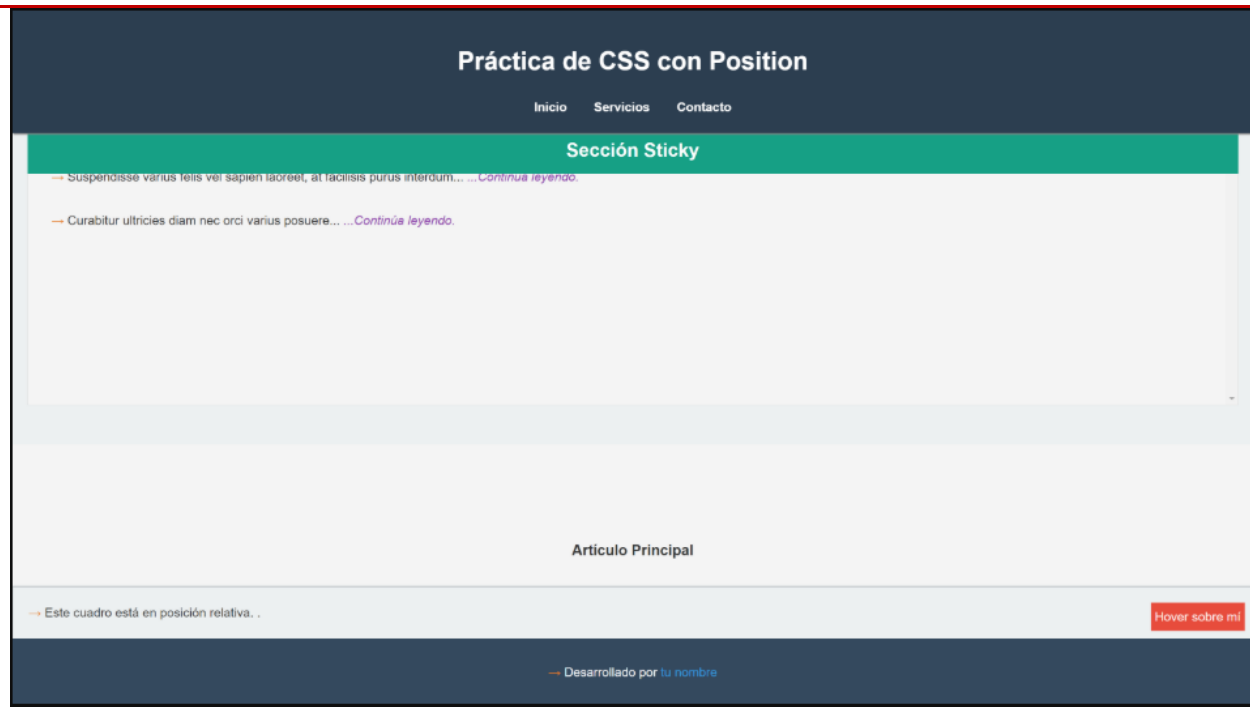 Práctica de CSS con Position
Inicio Servicios Contacto
Sección Sticky
→ Suspendisse varius felis vel sapien laoreet, at facilisis purus interdum... ...Continúa leyendo.
→ Curabitur ultricies diam nec orci varius posuere... ...Continúa leyendo.
Artículo Principal
→ Este cuadro está en posición relativa. .
Hover sobre mí
→ Desarrollado por tu nombre